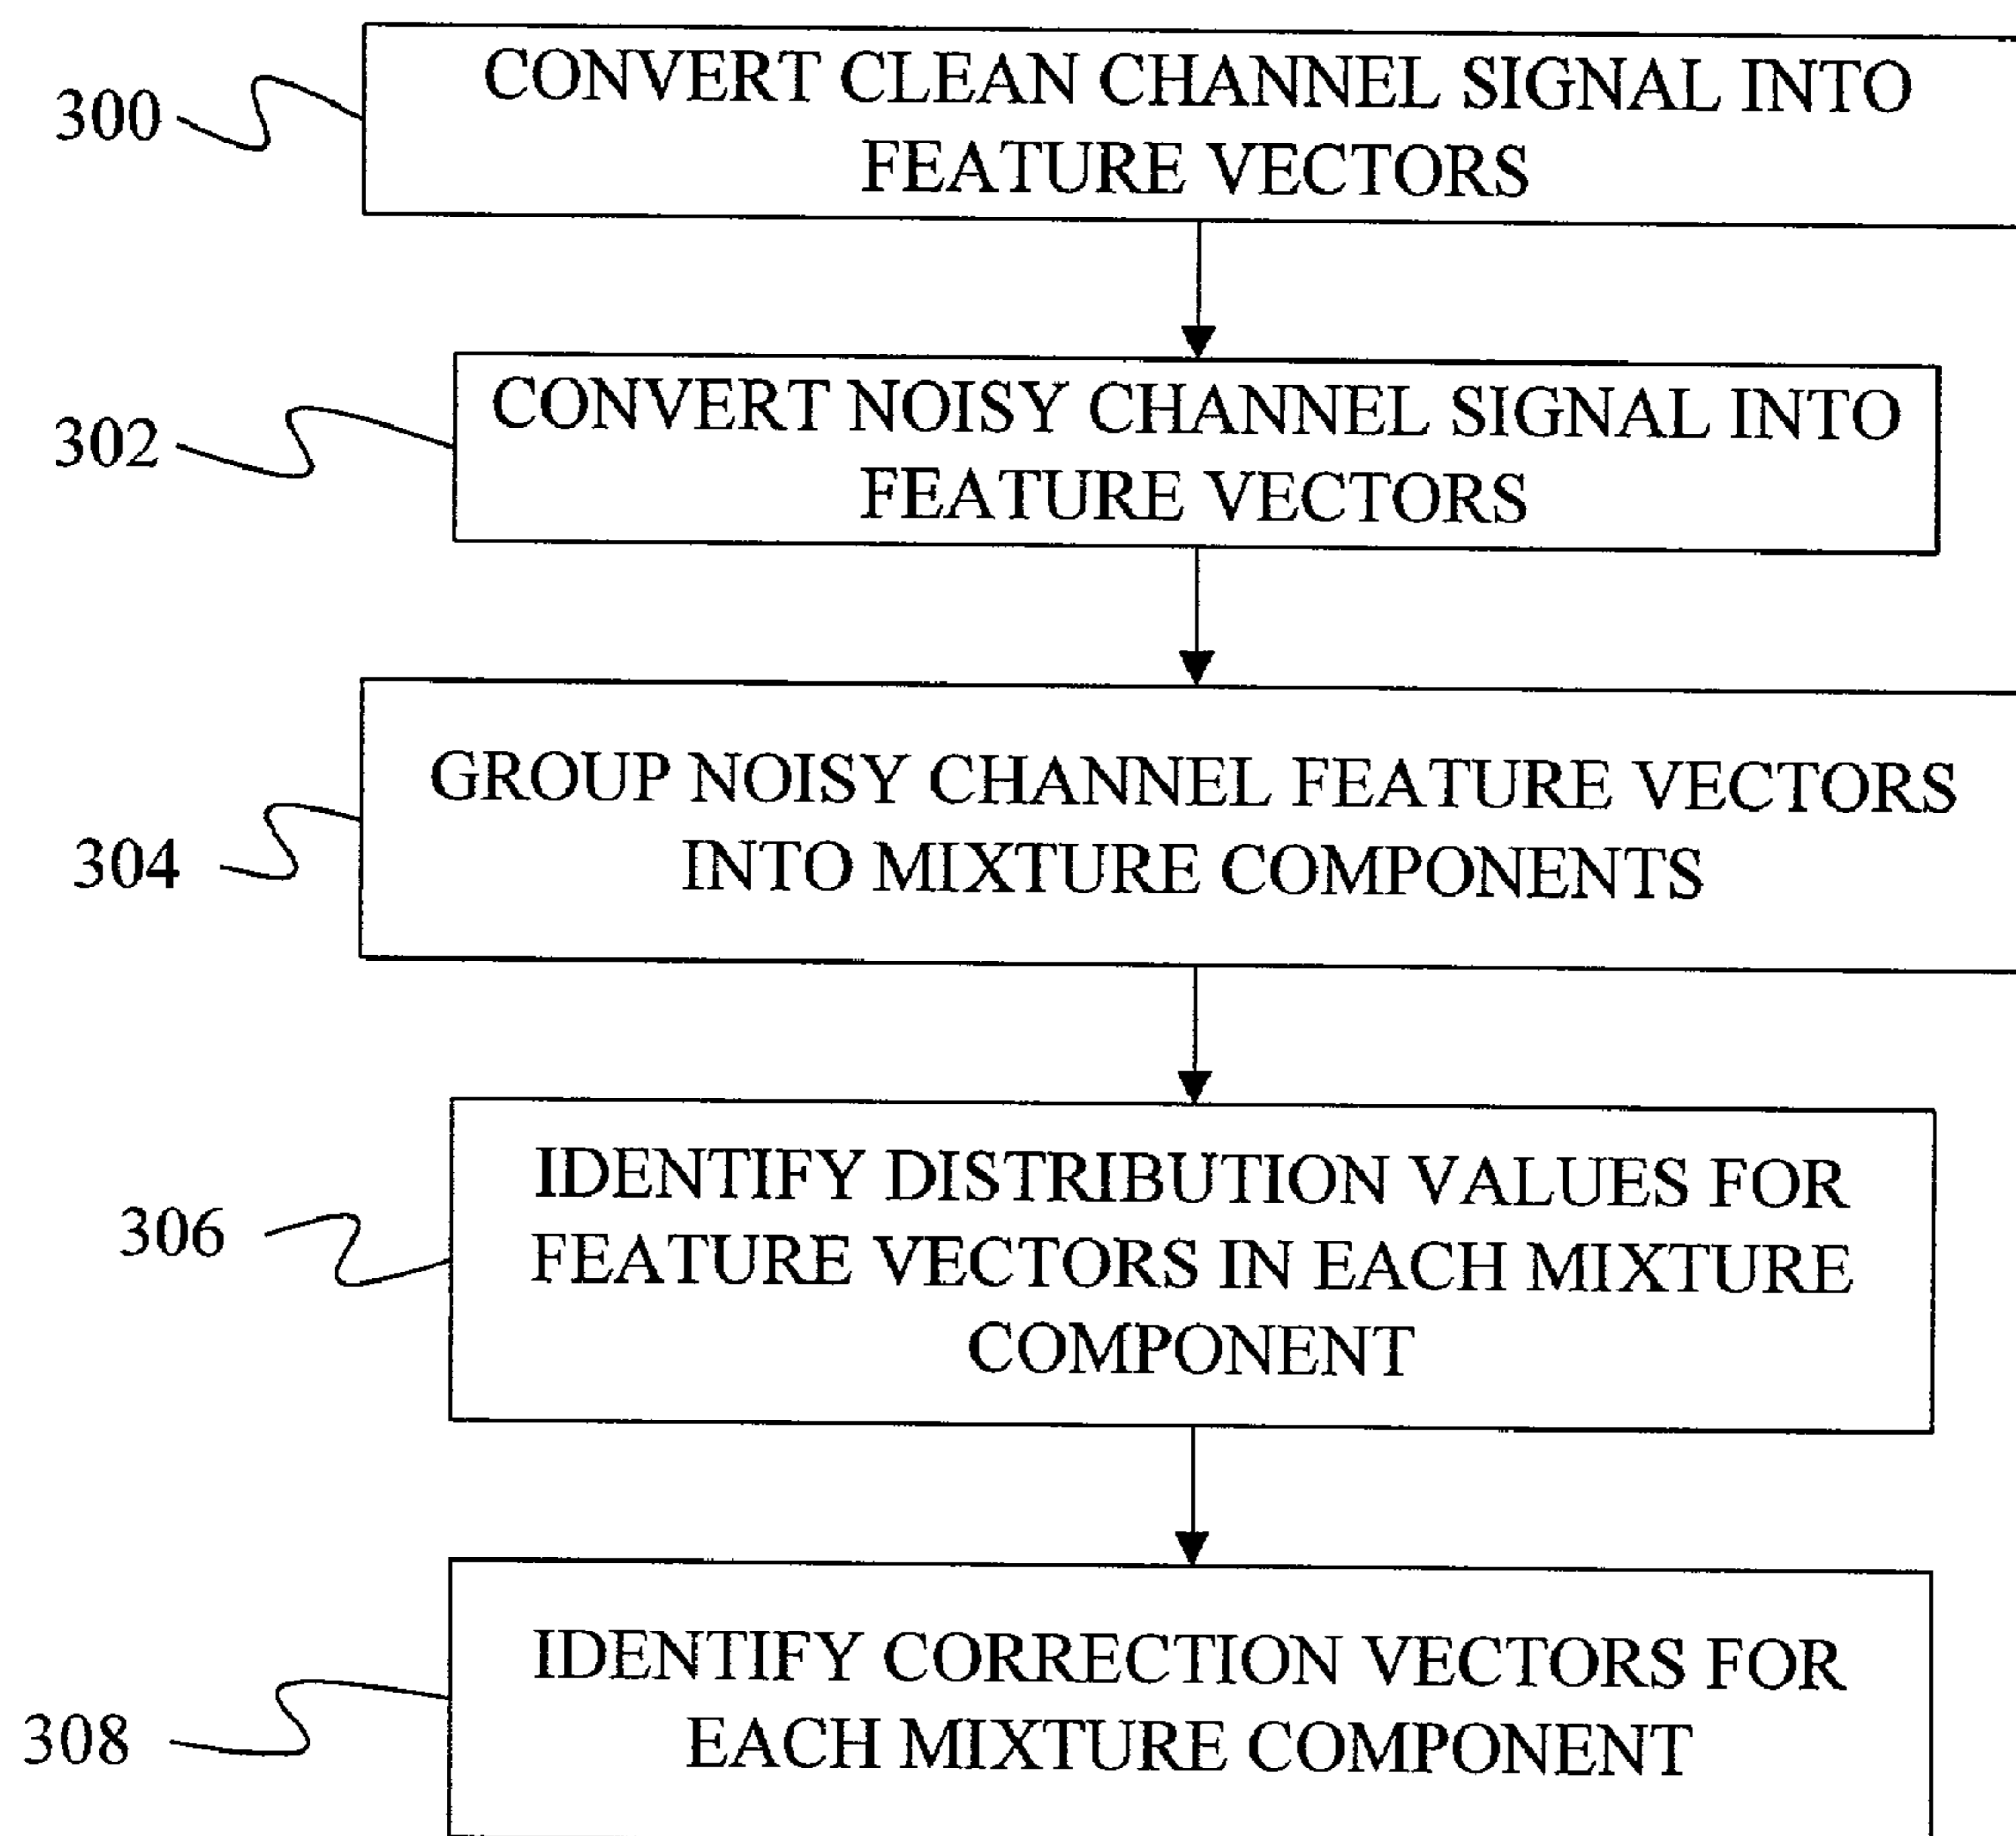 300
CONVERT CLEAN CHANNEL SIGNAL INTO
FEATURE VECTORS
302
CONVERT NOISY CHANNEL SIGNAL INTO
FEATURE VECTORS
304
GROUP NOISY CHANNEL FEATURE VECTORS
INTO MIXTURE COMPONENTS
306
IDENTIFY DISTRIBUTION VALUES FOR
FEATURE VECTORS IN EACH MIXTURE
COMPONENT
308
IDENTIFY CORRECTION VECTORS FOR
EACH MIXTURE COMPONENT